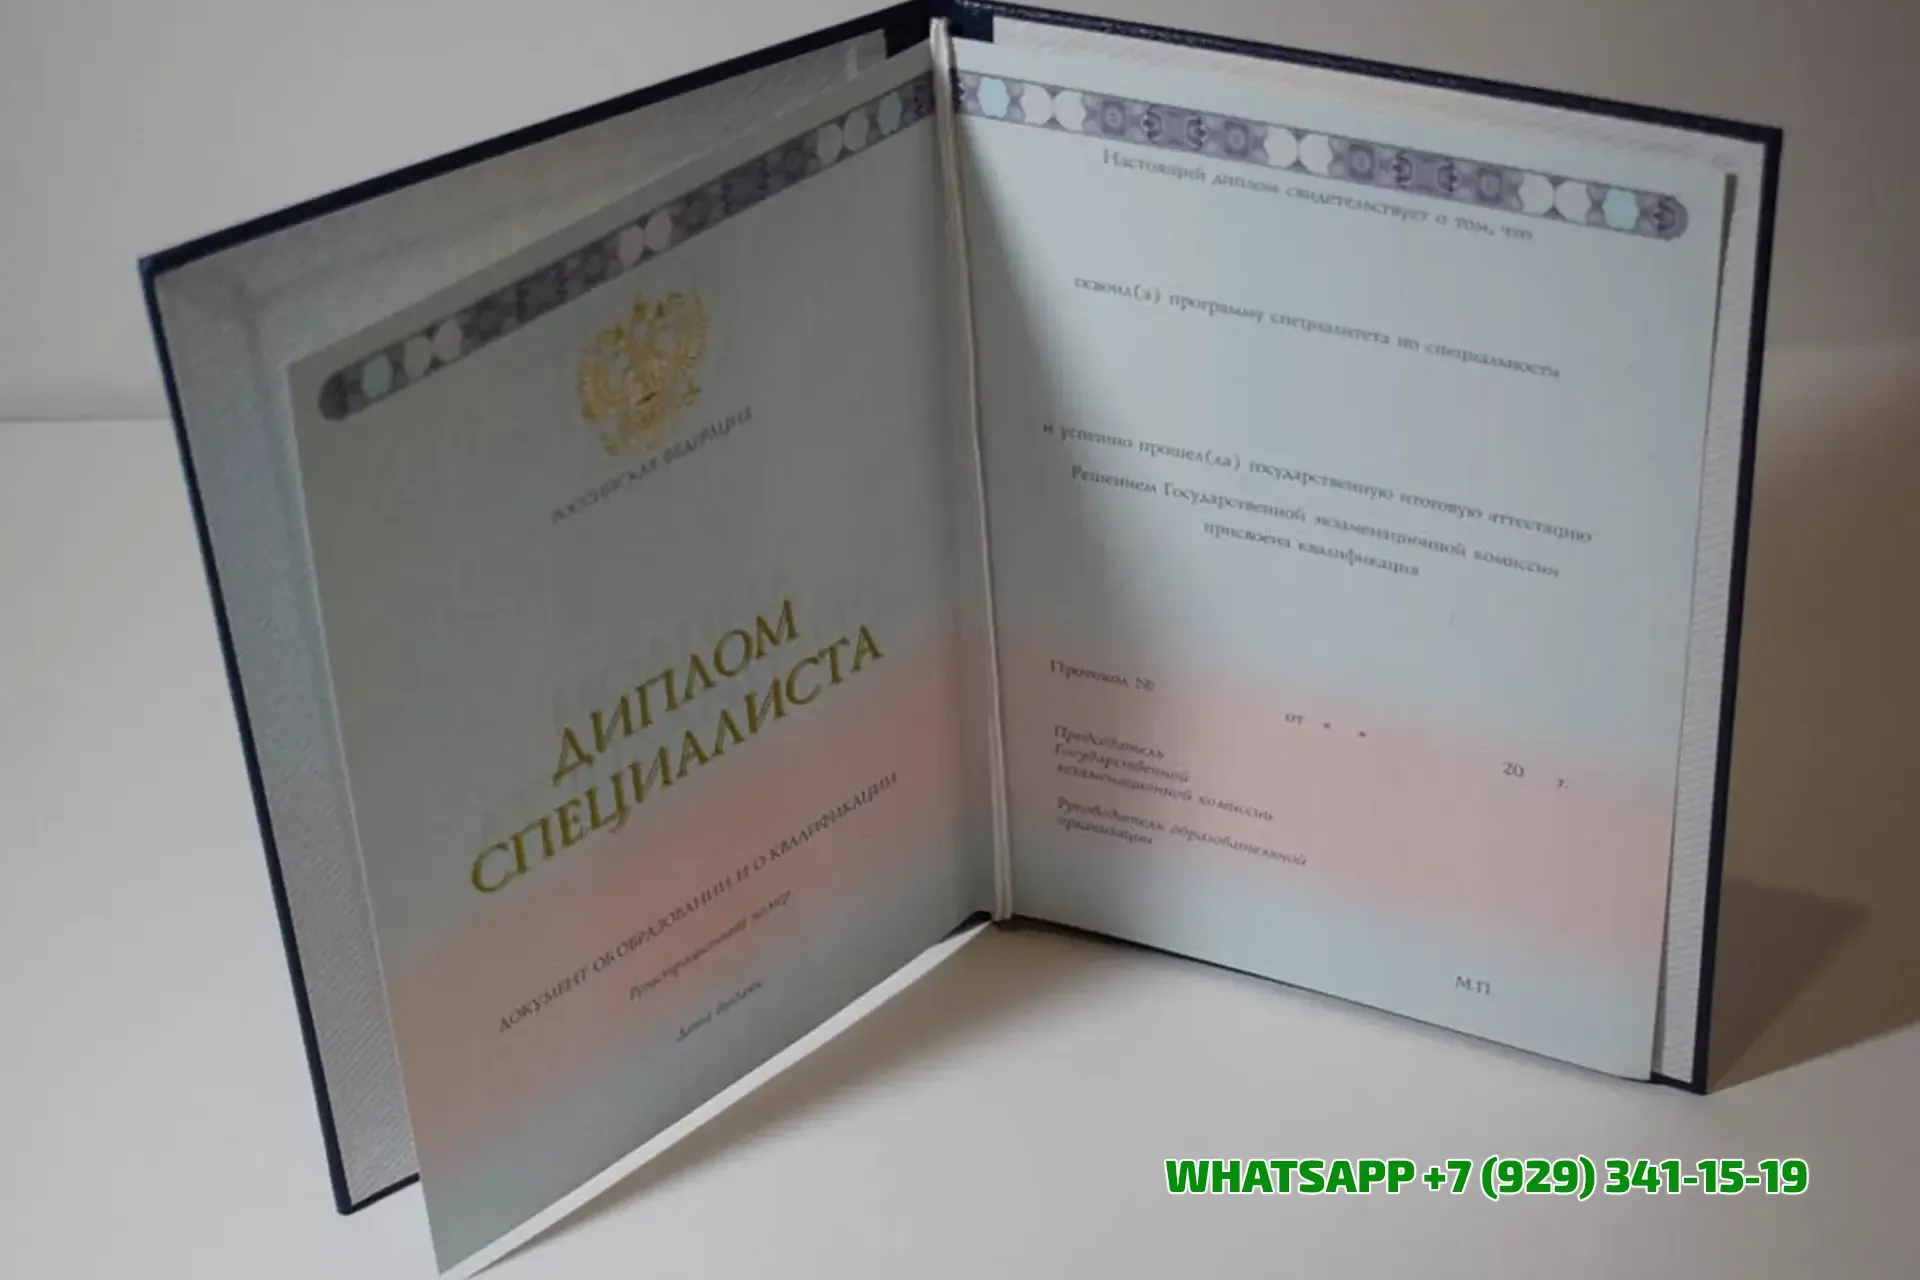 РОССИЙСКАЯ ФЕДЕРАЦИЯ
ДИПЛОМ
СПЕЦИАЛИСТА
ДОКУМЕНТ ОБ ОБРАЗОВАНИИ И О КВАЛИФИКАЦИИ
Регистрационный номер
Дата выдачи
Настоящий диплом свидетельствует о том, что
освоил(а) программу специалитета по специальности
и успешно прошел(ла) государственную итоговую аттестацию
Решением Государственной экзаменационной комиссии
присвоена квалификация
Протокол №
от « » 20 г.
Председатель
Государственной
экзаменационной комиссии
Руководитель образовательной
организации
М.П.
WHATSAPP +7 (929) 341-15-19